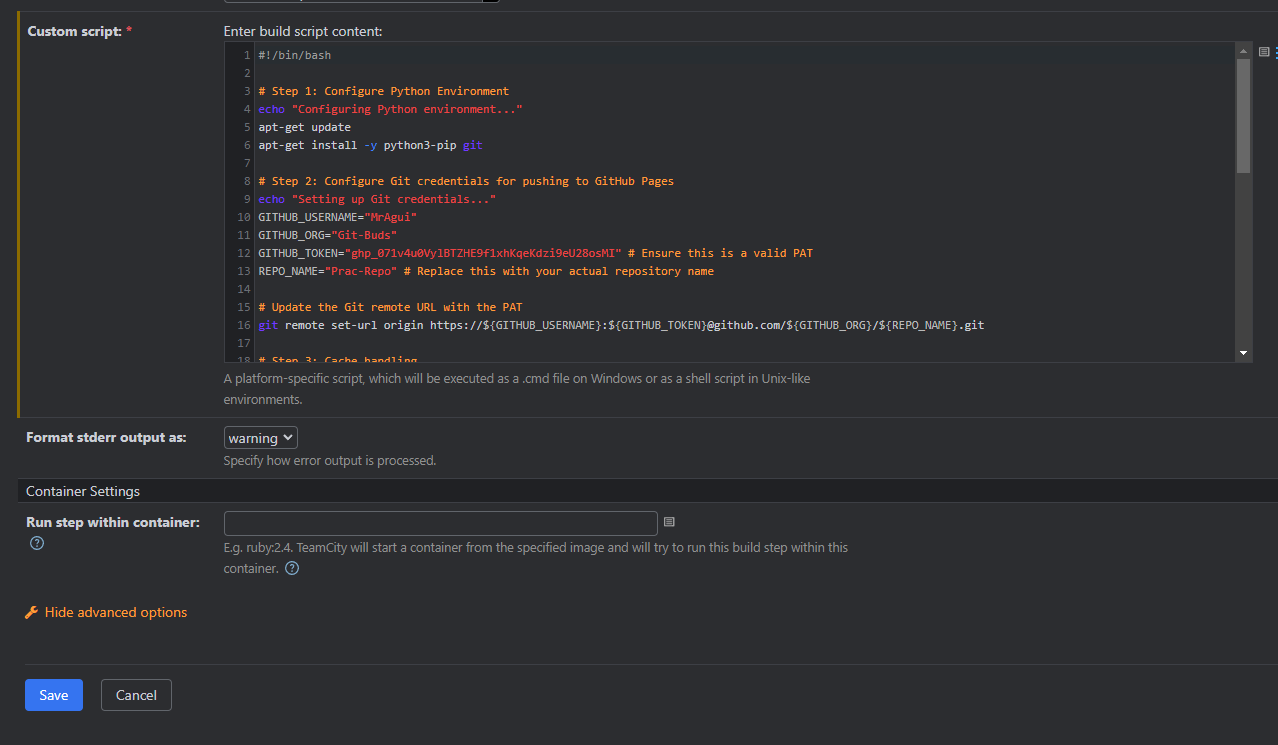 Custom script: *
Enter build script content:
1 #!/bin/bash
2
3 # Step 1: Configure Python Environment
4 echo "Configuring Python environment..."
5 apt-get update
6 apt-get install -y python3-pip git
7
8 # Step 2: Configure Git credentials for pushing to GitHub Pages
9 echo "Setting up Git credentials..."
10 GITHUB_USERNAME="MrAgui"
11 GITHUB_ORG="Git-Buds"
12 GITHUB_TOKEN="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" # Ensure this is a valid PAT
13 REPO_NAME="Prac-Repo" # Replace this with your actual repository name
14
15 # Update the Git remote URL with the PAT
16 git remote set-url origin https://${GITHUB_USERNAME}:${GITHUB_TOKEN}@github.com/${GITHUB_ORG}/${REPO_NAME}.git
17
18 # Step 3: Cache handling
A platform-specific script, which will be executed as a .cmd file on Windows or as a shell script in Unix-like
environments.
Format stderr output as:
warning
Specify how error output is processed.
Container Settings
Run step within container:
E.g. ruby:2.4. TeamCity will start a container from the specified image and will try to run this build step within this
container.
Hide advanced options
Save
Cancel